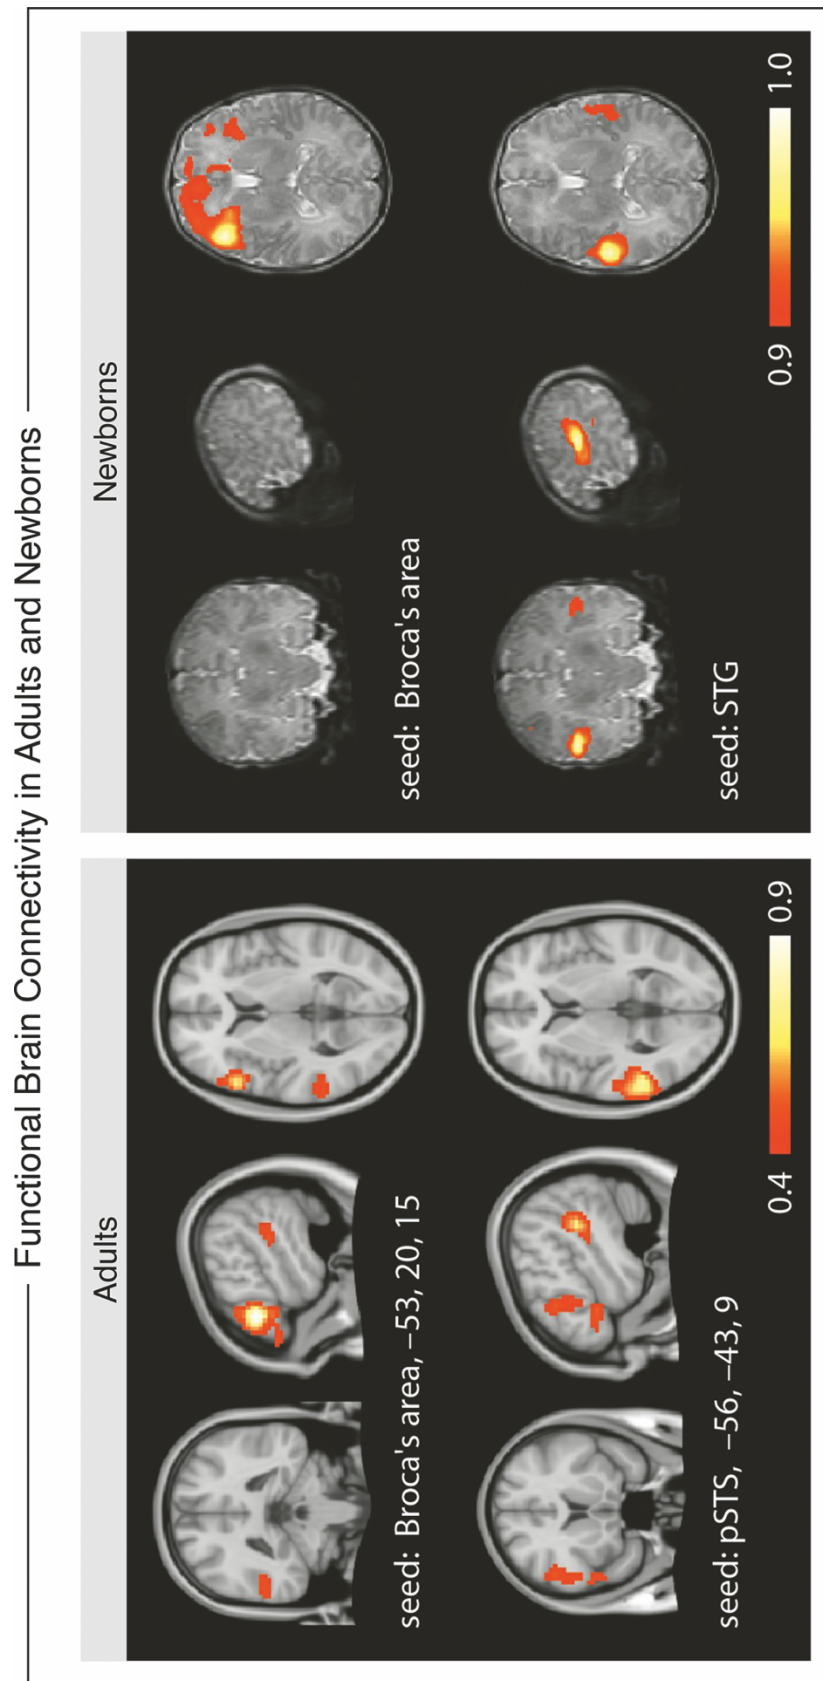 Functional Brain Connectivity in Adults and Newborns
Adults
seed: Broca's area, −53, 20, 15
seed: pSTS, −56, −43, 9
0.4
0.9
Newborns
seed: Broca's area
seed: STG
0.9
1.0